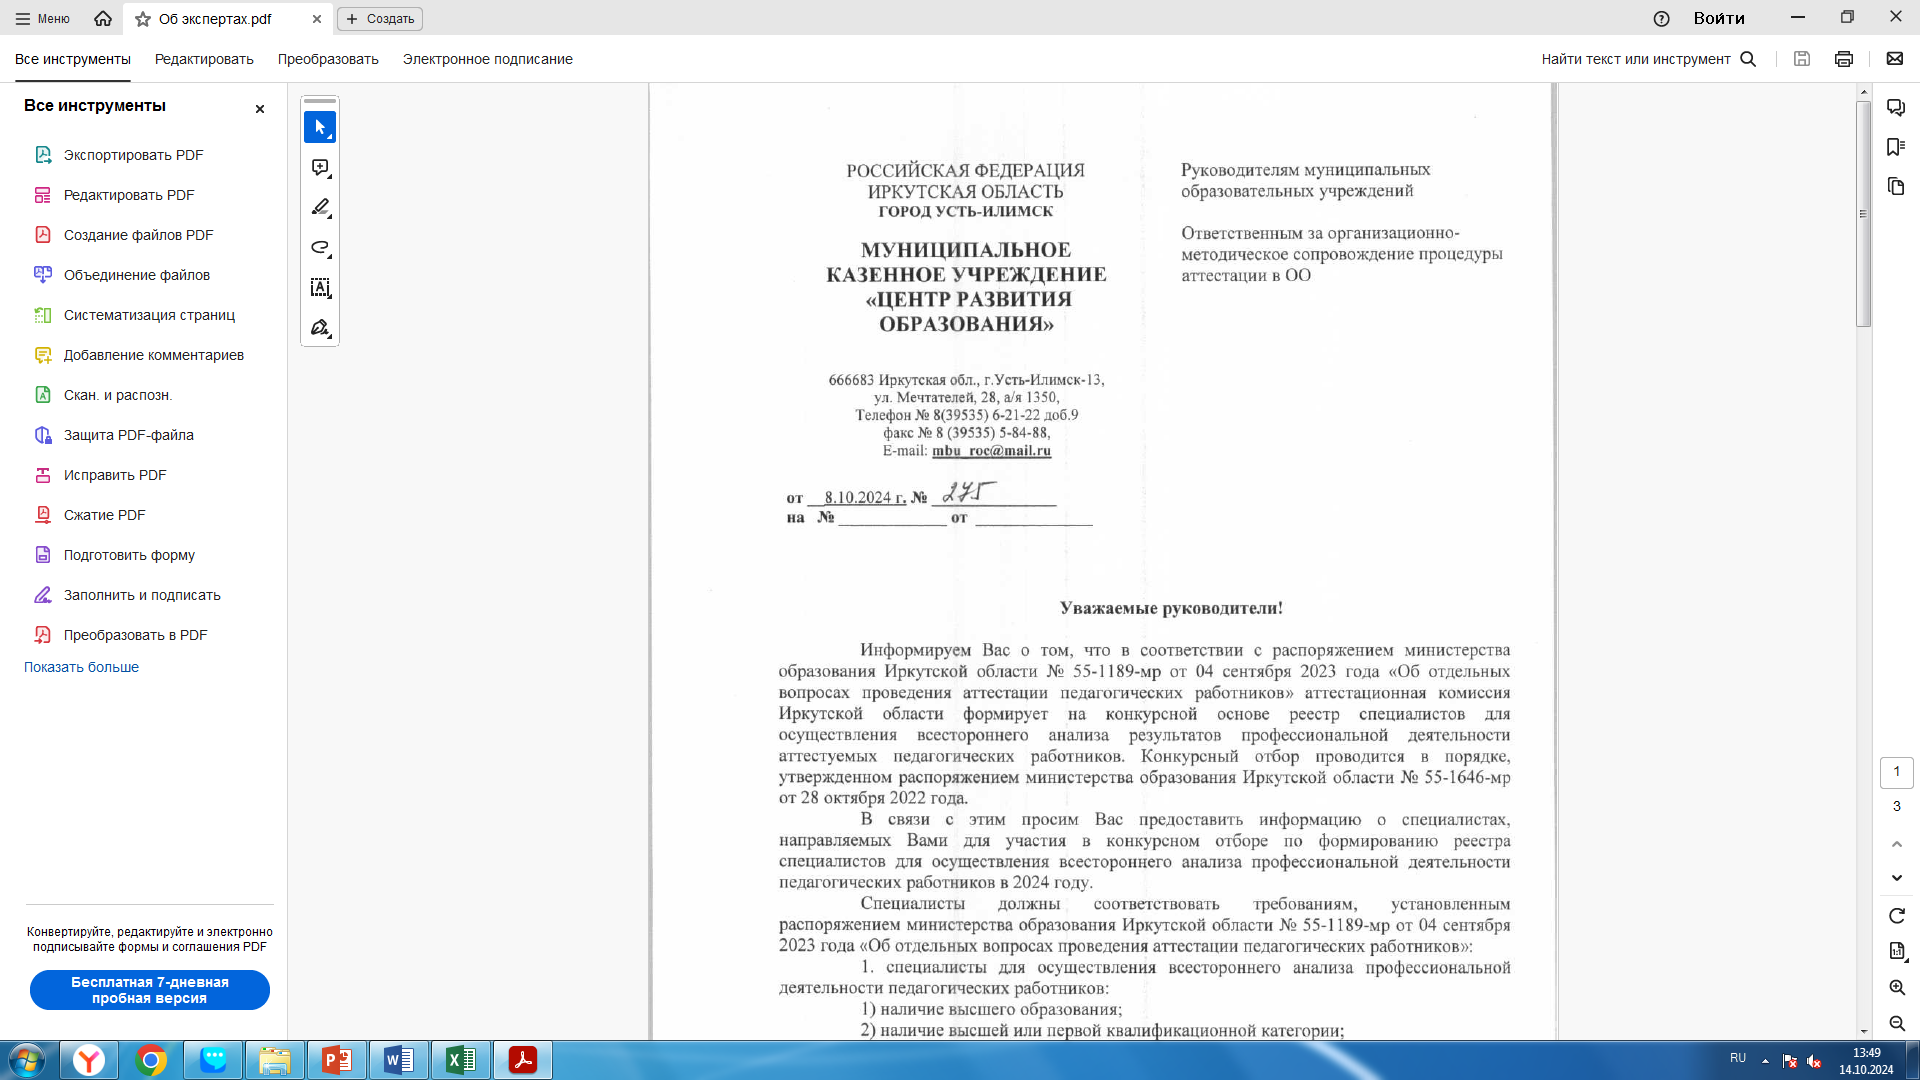 Меню
Об экспертах.pdf
Создать
Войти
Все инструменты
Редактировать
Преобразовать
Электронное подписание
Найти текст или инструмент
Все инструменты
Экспортировать PDF
Редактировать PDF
Создание файлов PDF
Объединение файлов
Систематизация страниц
Добавление комментариев
Скан. и распозн.
Защита PDF-файла
Исправить PDF
Сжатие PDF
Подготовить форму
Заполнить и подписать
Преобразовать в PDF
Показать больше
Конвертируйте, редактируйте и электронно
подписывайте формы и соглашения PDF
Бесплатная 7-дневная
пробная версия
РОССИЙСКАЯ ФЕДЕРАЦИЯ
ИРКУТСКАЯ ОБЛАСТЬ
ГОРОД УСТЬ-ИЛИМСК
МУНИЦИПАЛЬНОЕ
КАЗЕННОЕ УЧРЕЖДЕНИЕ
«ЦЕНТР РАЗВИТИЯ
ОБРАЗОВАНИЯ»
666683 Иркутская обл., г.Усть-Илимск-13,
ул. Мечтателей, 28, а/я 1350,
Телефон № 8(39535) 6-21-22 доб.9
факс № 8 (39535) 5-84-88,
E-mail: mbu_roc@mail.ru
от __8.10.2024 г. № 275
на № ____________ от ____________
Руководителям муниципальных
образовательных учреждений
Ответственным за организационно-
методическое сопровождение процедуры
аттестации в ОО
Уважаемые руководители!
Информируем Вас о том, что в соответствии с распоряжением министерства
образования Иркутской области № 55-1189-мр от 04 сентября 2023 года «Об отдельных
вопросах проведения аттестации педагогических работников» аттестационная комиссия
Иркутской области формирует на конкурсной основе реестр специалистов для
осуществления всестороннего анализа результатов профессиональной деятельности
аттестуемых педагогических работников. Конкурсный отбор проводится в порядке,
утвержденном распоряжением министерства образования Иркутской области № 55-1646-мр
от 28 октября 2022 года.
В связи с этим просим Вас предоставить информацию о специалистах,
направляемых Вами для участия в конкурсном отборе по формированию реестра
специалистов для осуществления всестороннего анализа профессиональной деятельности
педагогических работников в 2024 году.
Специалисты должны соответствовать требованиям, установленным
распоряжением министерства образования Иркутской области № 55-1189-мр от 04 сентября
2023 года «Об отдельных вопросах проведения аттестации педагогических работников»:
1. специалисты для осуществления всестороннего анализа профессиональной
деятельности педагогических работников:
1) наличие высшего образования;
2) наличие высшей или первой квалификационной категории;
1
3
RU
13:49
14.10.2024